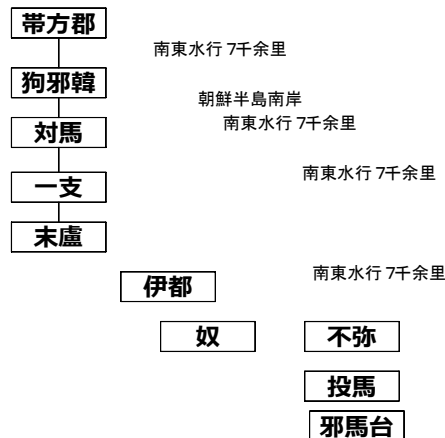 帯方郡
南東水行 7千余里
狗邪韓
朝鮮半島南岸
対馬
南東水行 7千余里
南東水行 7千余里
一支
末盧
南東水行 7千余里
伊都
奴
不弥
投馬
邪馬台